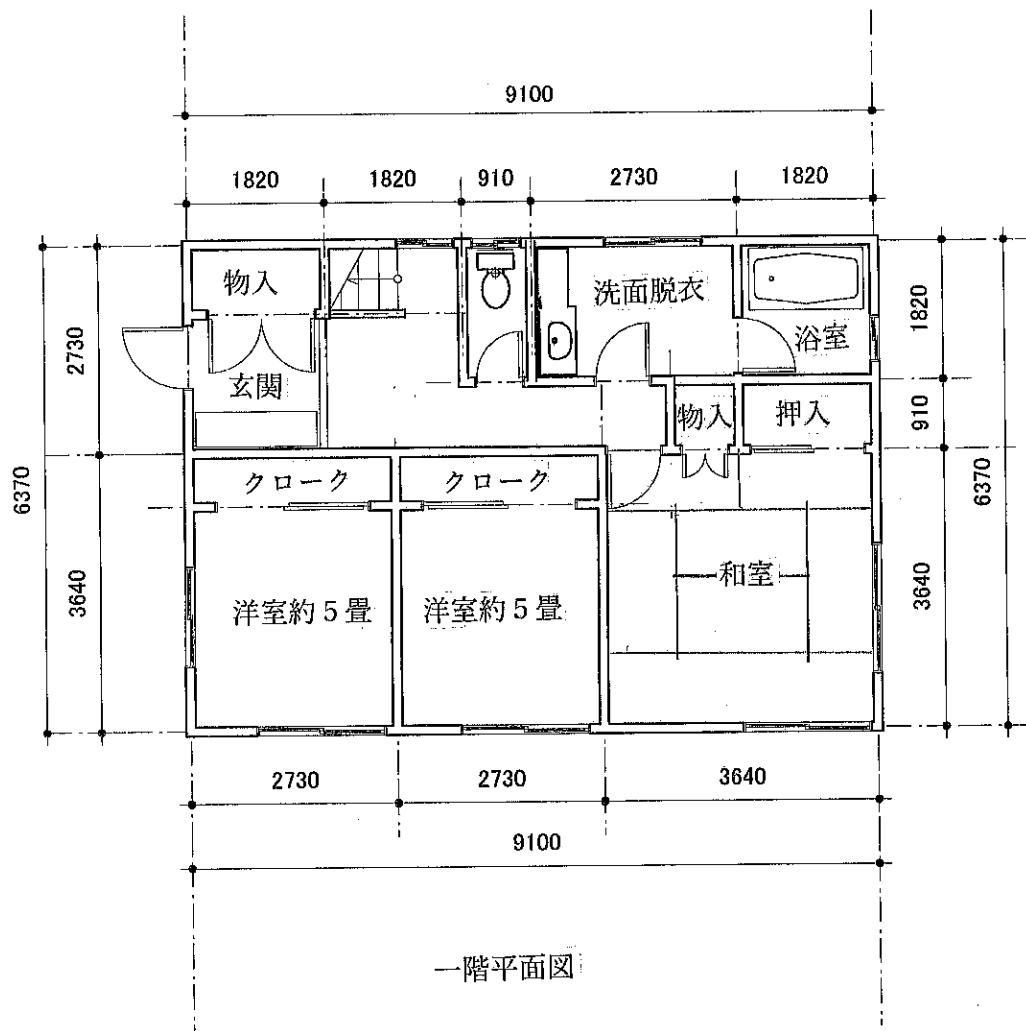 9100
1820 1820 910 2730 1820
物入
洗面脱衣
浴室
玄関
物入
押入
2730
6370
3640
1820
910
6370
3640
クローク クローク
洋室約5畳 洋室約5畳 和室
2730 2730 3640
9100
一階平面図